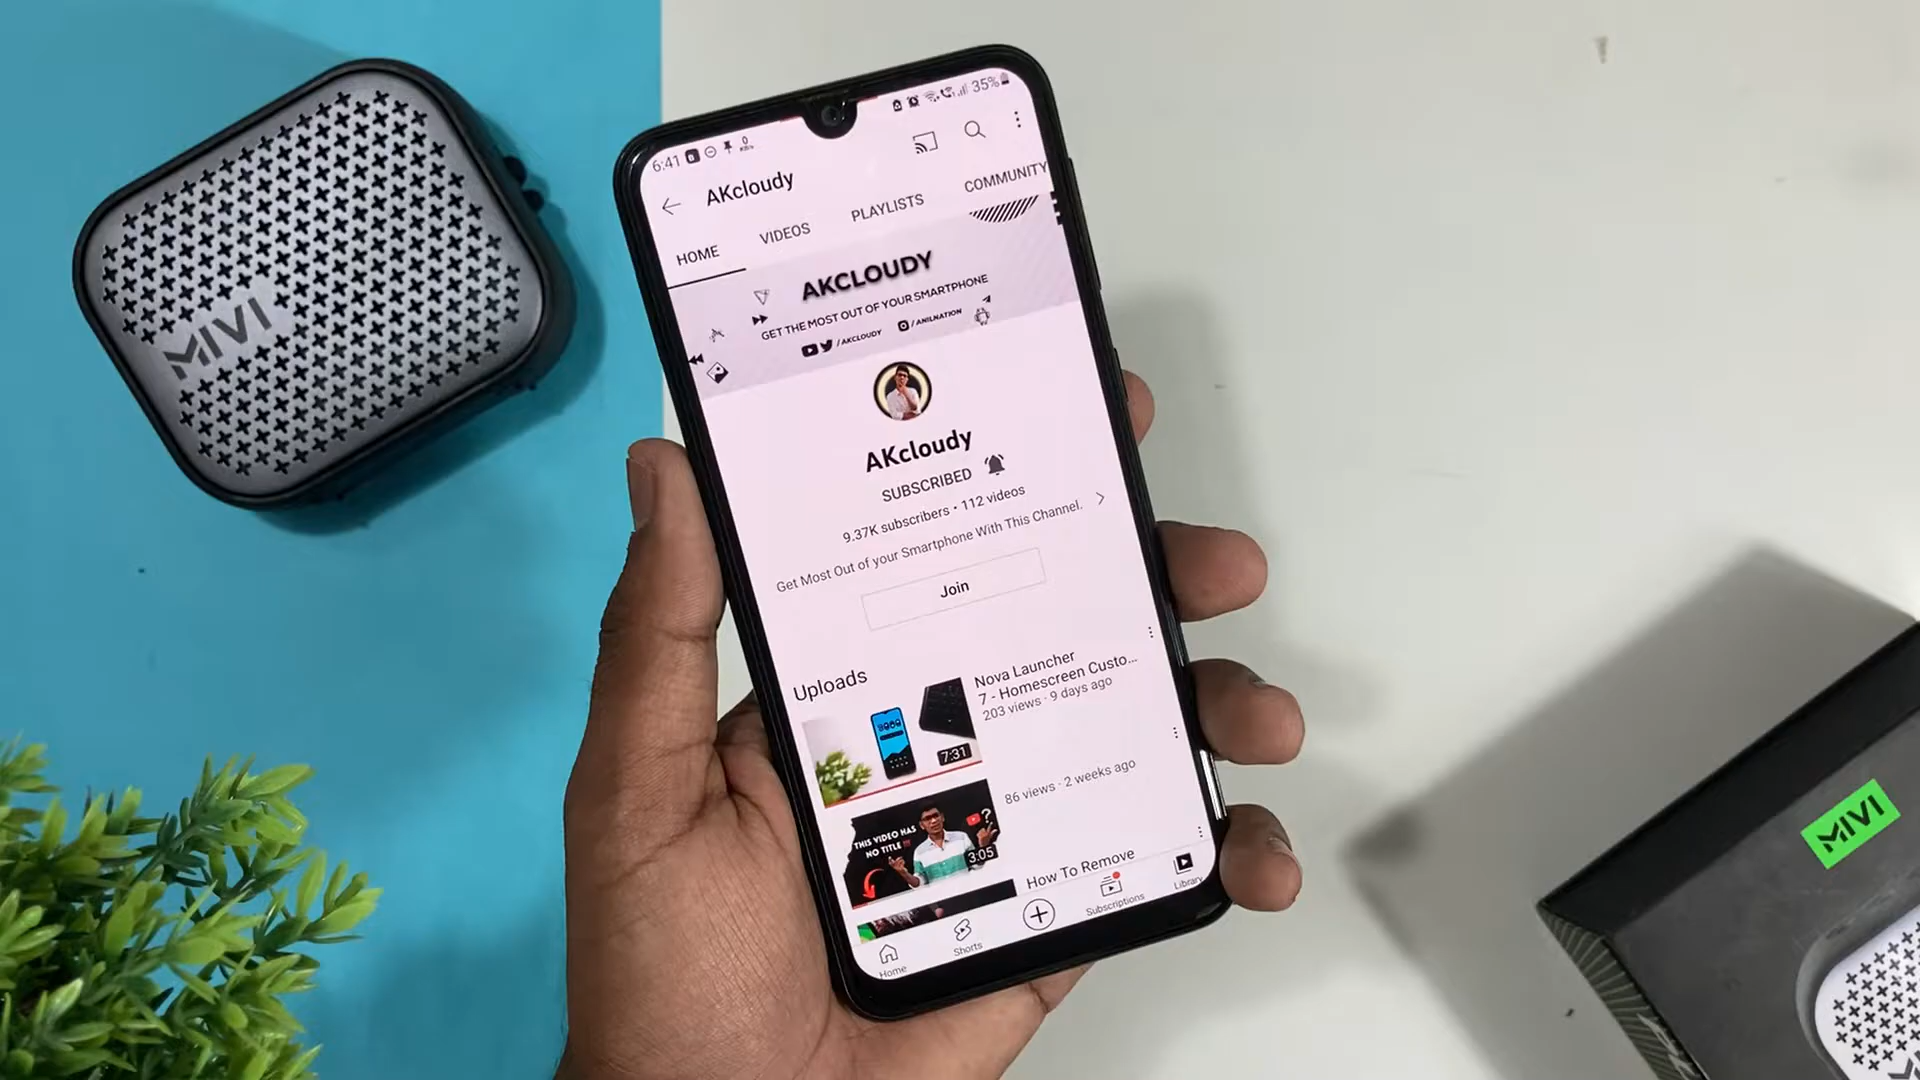 MIVI
6:41
0
KB/s
35%
AKcloudy
HOME
VIDEOS
PLAYLISTS
COMMUNITY
AKCLOUDY
GET THE MOST OUT OF YOUR SMARTPHONE
/AKCLOUDY
/ANILNATION
AKcloudy
SUBSCRIBED
9.37K subscribers • 112 videos
Get Most Out of your Smartphone With This Channel.
Join
Uploads
Nova Launcher
7 - Homescreen Custo...
203 views · 9 days ago
7:31
86 views · 2 weeks ago
THIS VIDEO HAS
NO TITLE
?
3:05
How To Remove
Home
Shorts
Subscriptions
Library
MIVI